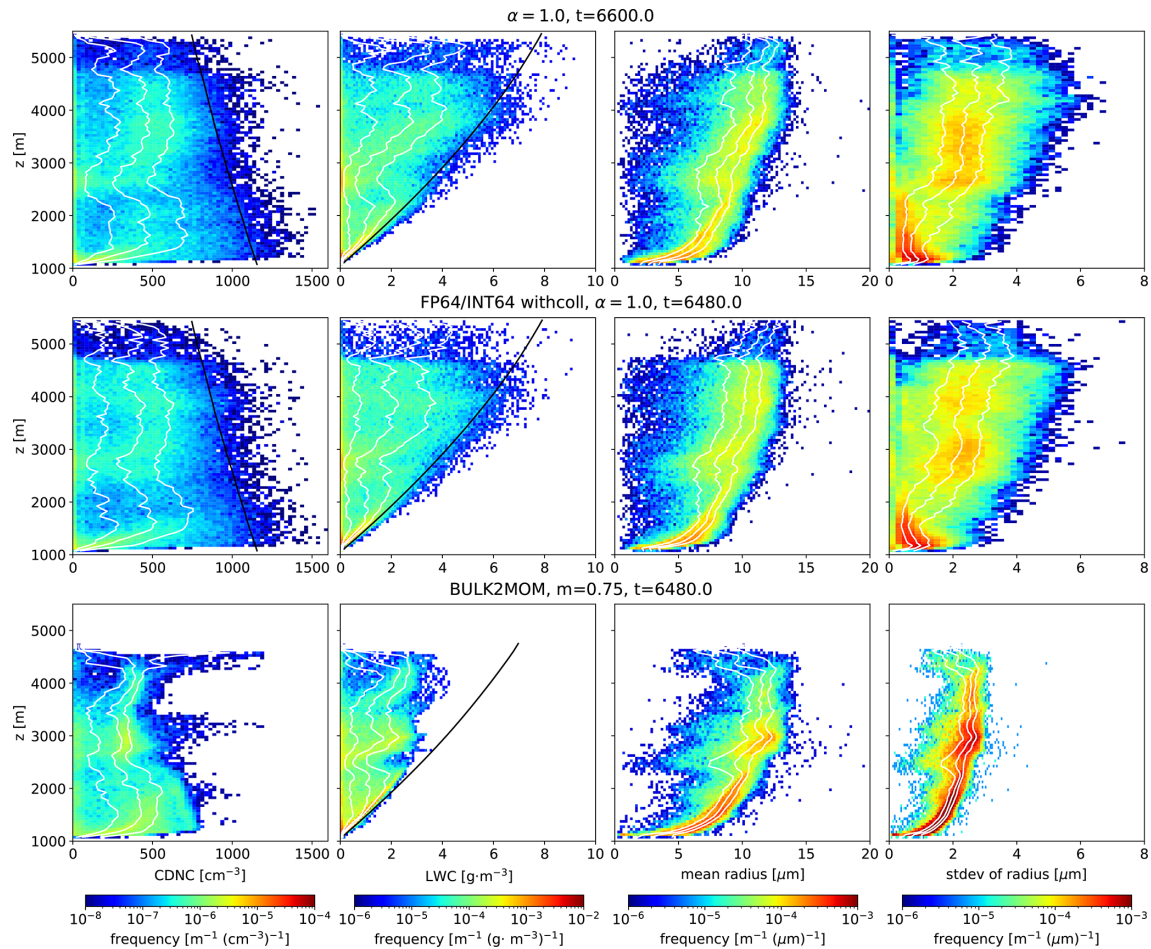 α = 1.0, t=6600.0
z [m]
5000
4000
3000
2000
1000
0 500 1000 1500
0 2 4 6 8 10
0 5 10 15 20
0 2 4 6 8
FP64/INT64 withcoll, α = 1.0, t=6480.0
z [m]
5000
4000
3000
2000
1000
0 500 1000 1500
0 2 4 6 8 10
0 5 10 15 20
0 2 4 6 8
BULK2MOM, m=0.75, t=6480.0
z [m]
5000
4000
3000
2000
1000
0 500 1000 1500
0 2 4 6 8 10
0 5 10 15 20
0 2 4 6 8
CDNC [cm⁻³] LWC [g·m⁻³] mean radius [μm] stdev of radius [μm]
10⁻⁸ 10⁻⁷ 10⁻⁶ 10⁻⁵ 10⁻⁴
10⁻⁶ 10⁻⁵ 10⁻⁴ 10⁻³ 10⁻²
10⁻⁶ 10⁻⁵ 10⁻⁴ 10⁻³
10⁻⁶ 10⁻⁵ 10⁻⁴ 10⁻³
frequency [m⁻¹ (cm⁻³)⁻¹] frequency [m⁻¹ (g· m⁻³)⁻¹] frequency [m⁻¹ (μm)⁻¹] frequency [m⁻¹ (μm)⁻¹]